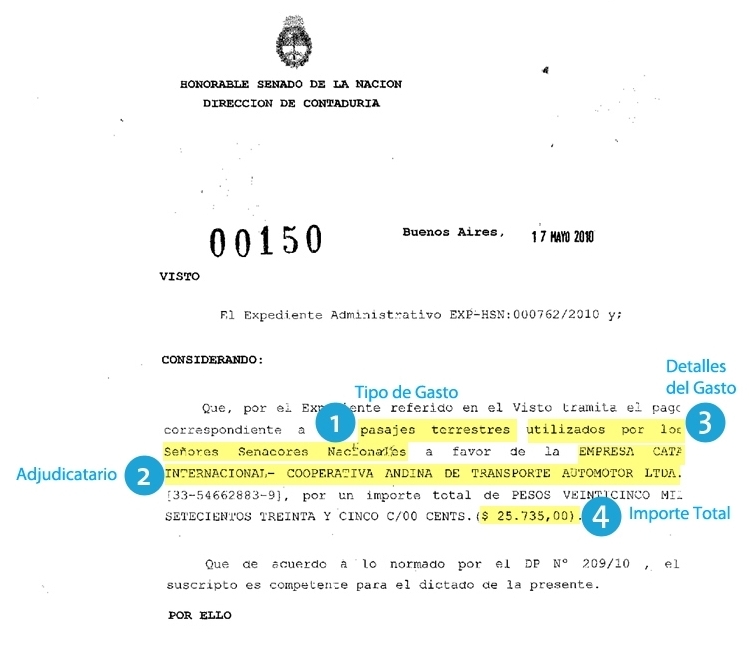 HONORABLE SENADO DE LA NACION
DIRECCION DE CONTADURIA
00150
Buenos Aires, 17 MAYO 2010
VISTO
El Expediente Administrativo EXP-HSN:000762/2010 y;
CONSIDERANDO:
Detalles
del Gasto
3
Tipo de Gasto
1
Que, por el Expediente referido en el Visto tramita el pago
correspondiente a pasajes terrestres utilizados por los
Señores Senadores Nacionales a favor de la EMPRESA CATA
Adjudicatario 2
INTERNACIONAL- COOPERATIVA ANDINA DE TRANSPORTE AUTOMOTOR LTDA.
[33-54662883-9], por un importe total de PESOS VEINTICINCO MIL
SETECIENTOS TREINTA Y CINCO C/00 CENTS.($ 25.735,00).
4 Importe Total
Que de acuerdo a lo normado por el DP Nº 209/10 , el
suscripto es competente para el dictado de la presente.
POR ELLO